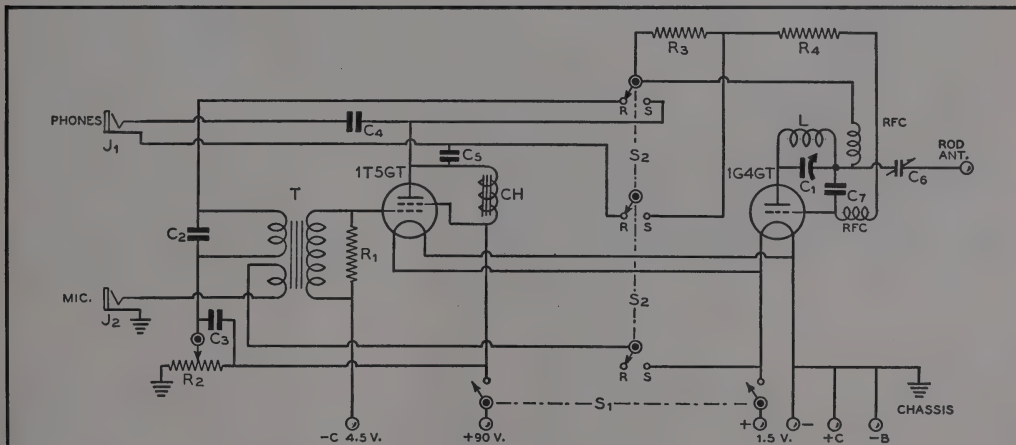 R3
R4
R S
PHONES
J1
C4
S2
L
RFC
ROD
ANT.
C5
1T5GT
CH
1G4GT
C1
C6
C7
RFC
T
R S
C2
R1
MIC.
J2
C3
S2
R2
R S
S1
CHASSIS
-C 4.5 V.
+90 V.
+ -
1.5 V.
+C
-B